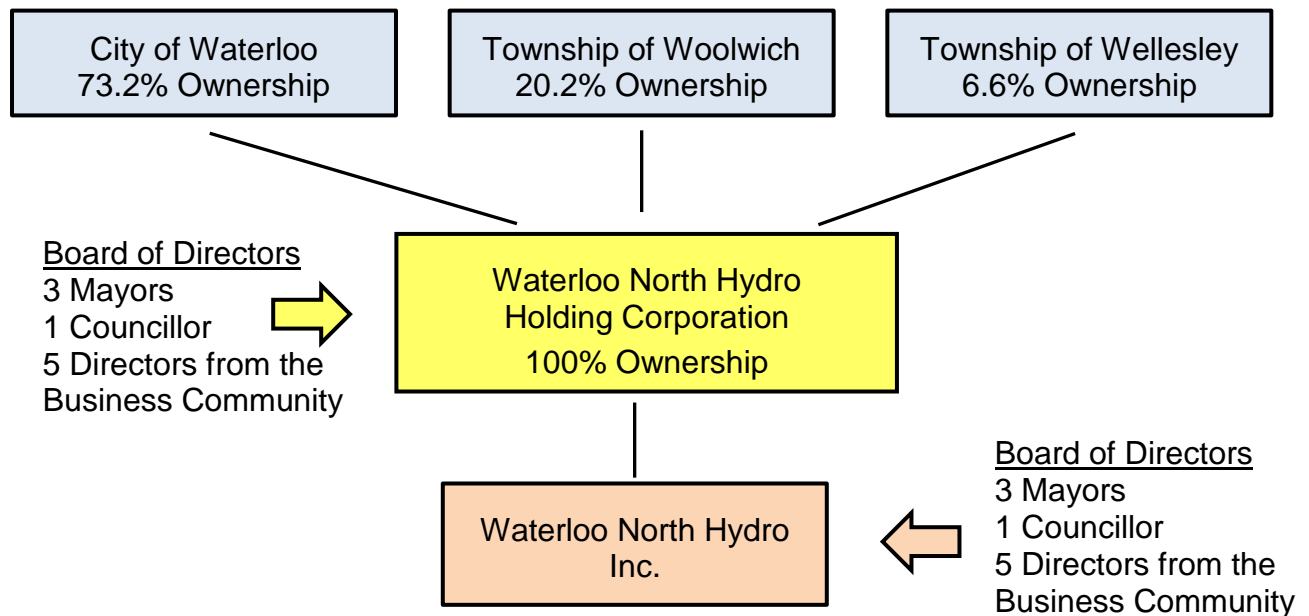 City of Waterloo
73.2% Ownership
Township of Woolwich
20.2% Ownership
Township of Wellesley
6.6% Ownership
Board of Directors
3 Mayors
1 Councillor
5 Directors from the
Business Community
Waterloo North Hydro
Holding Corporation
100% Ownership
Waterloo North Hydro
Inc.
Board of Directors
3 Mayors
1 Councillor
5 Directors from the
Business Community